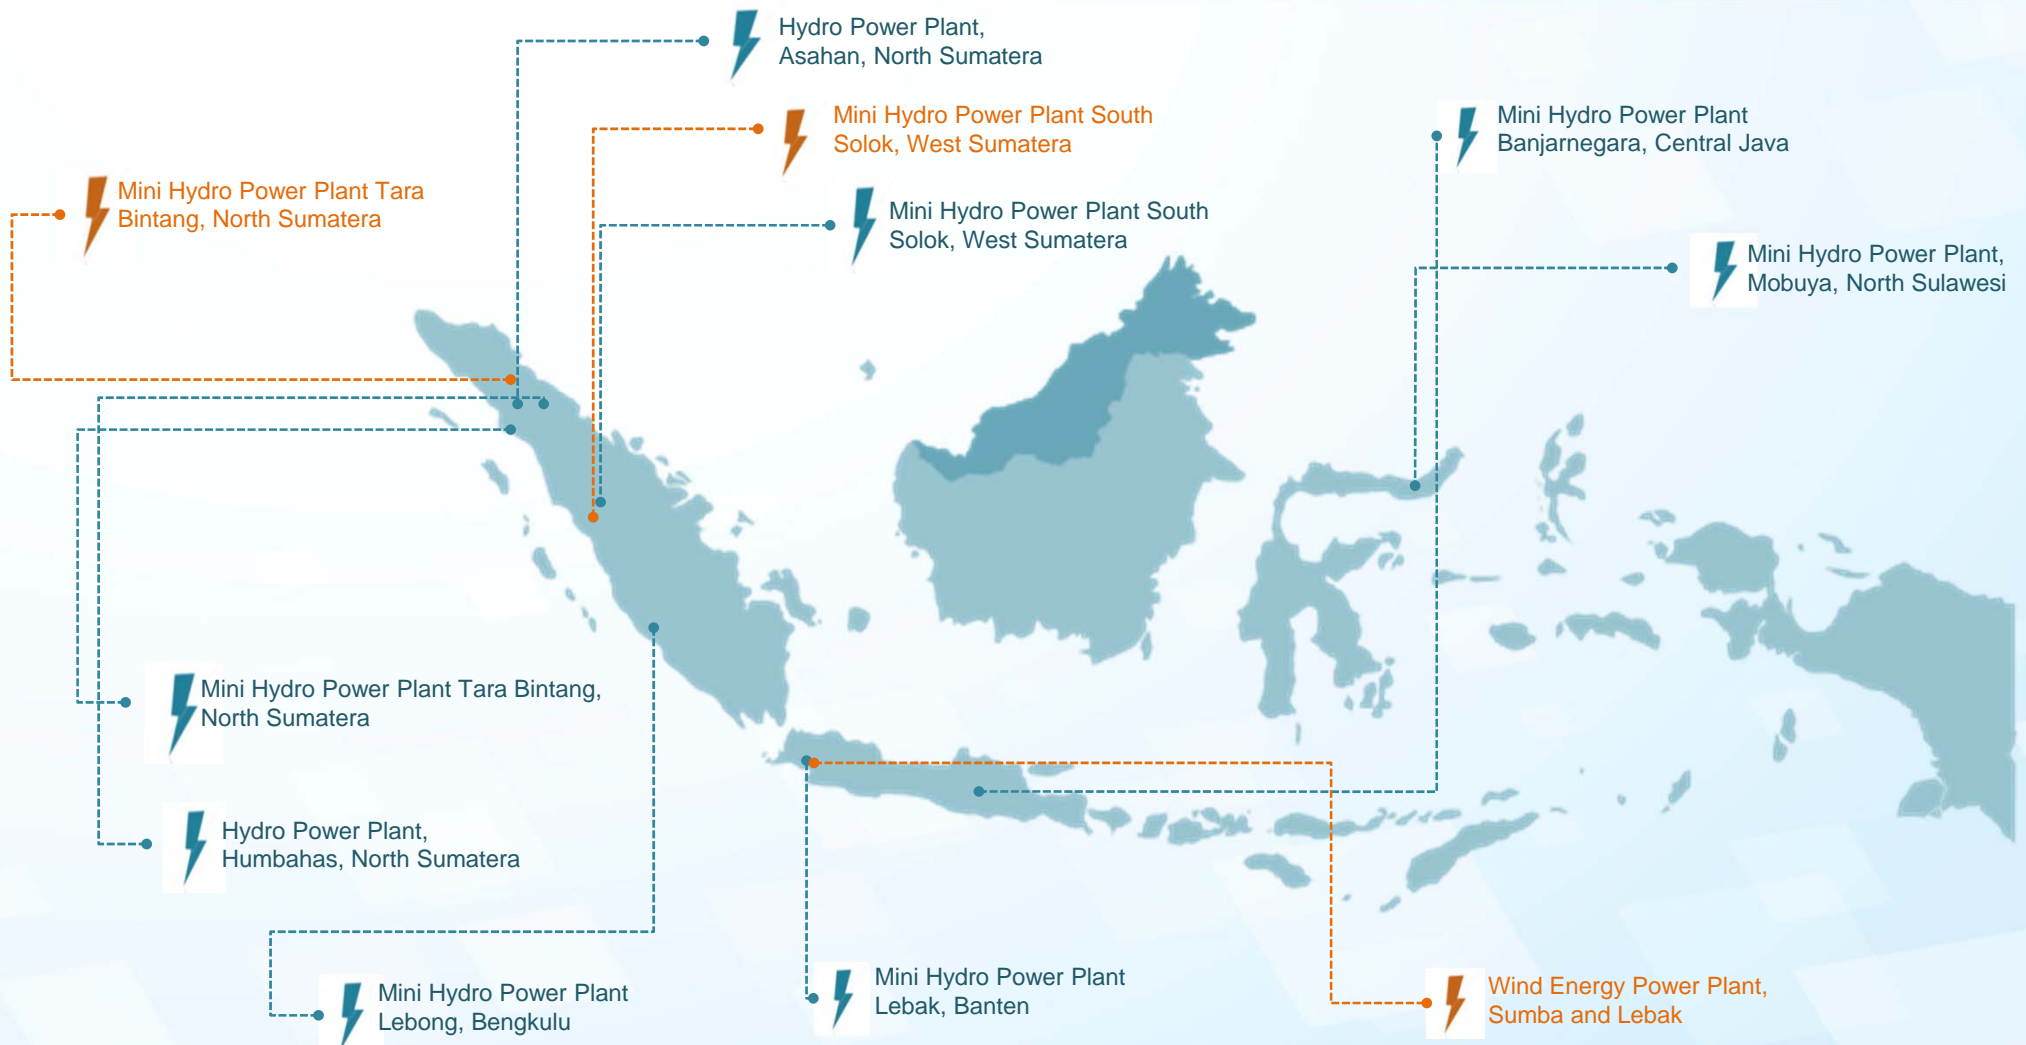 Hydro Power Plant,
Asahan, North Sumatera
Mini Hydro Power Plant South
Solok, West Sumatera
Mini Hydro Power Plant
Banjarnegara, Central Java
Mini Hydro Power Plant Tara
Bintang, North Sumatera
Mini Hydro Power Plant South
Solok, West Sumatera
Mini Hydro Power Plant,
Mobuya, North Sulawesi
Mini Hydro Power Plant Tara Bintang,
North Sumatera
Hydro Power Plant,
Humbahas, North Sumatera
Mini Hydro Power Plant
Lebong, Bengkulu
Mini Hydro Power Plant
Lebak, Banten
Wind Energy Power Plant,
Sumba and Lebak